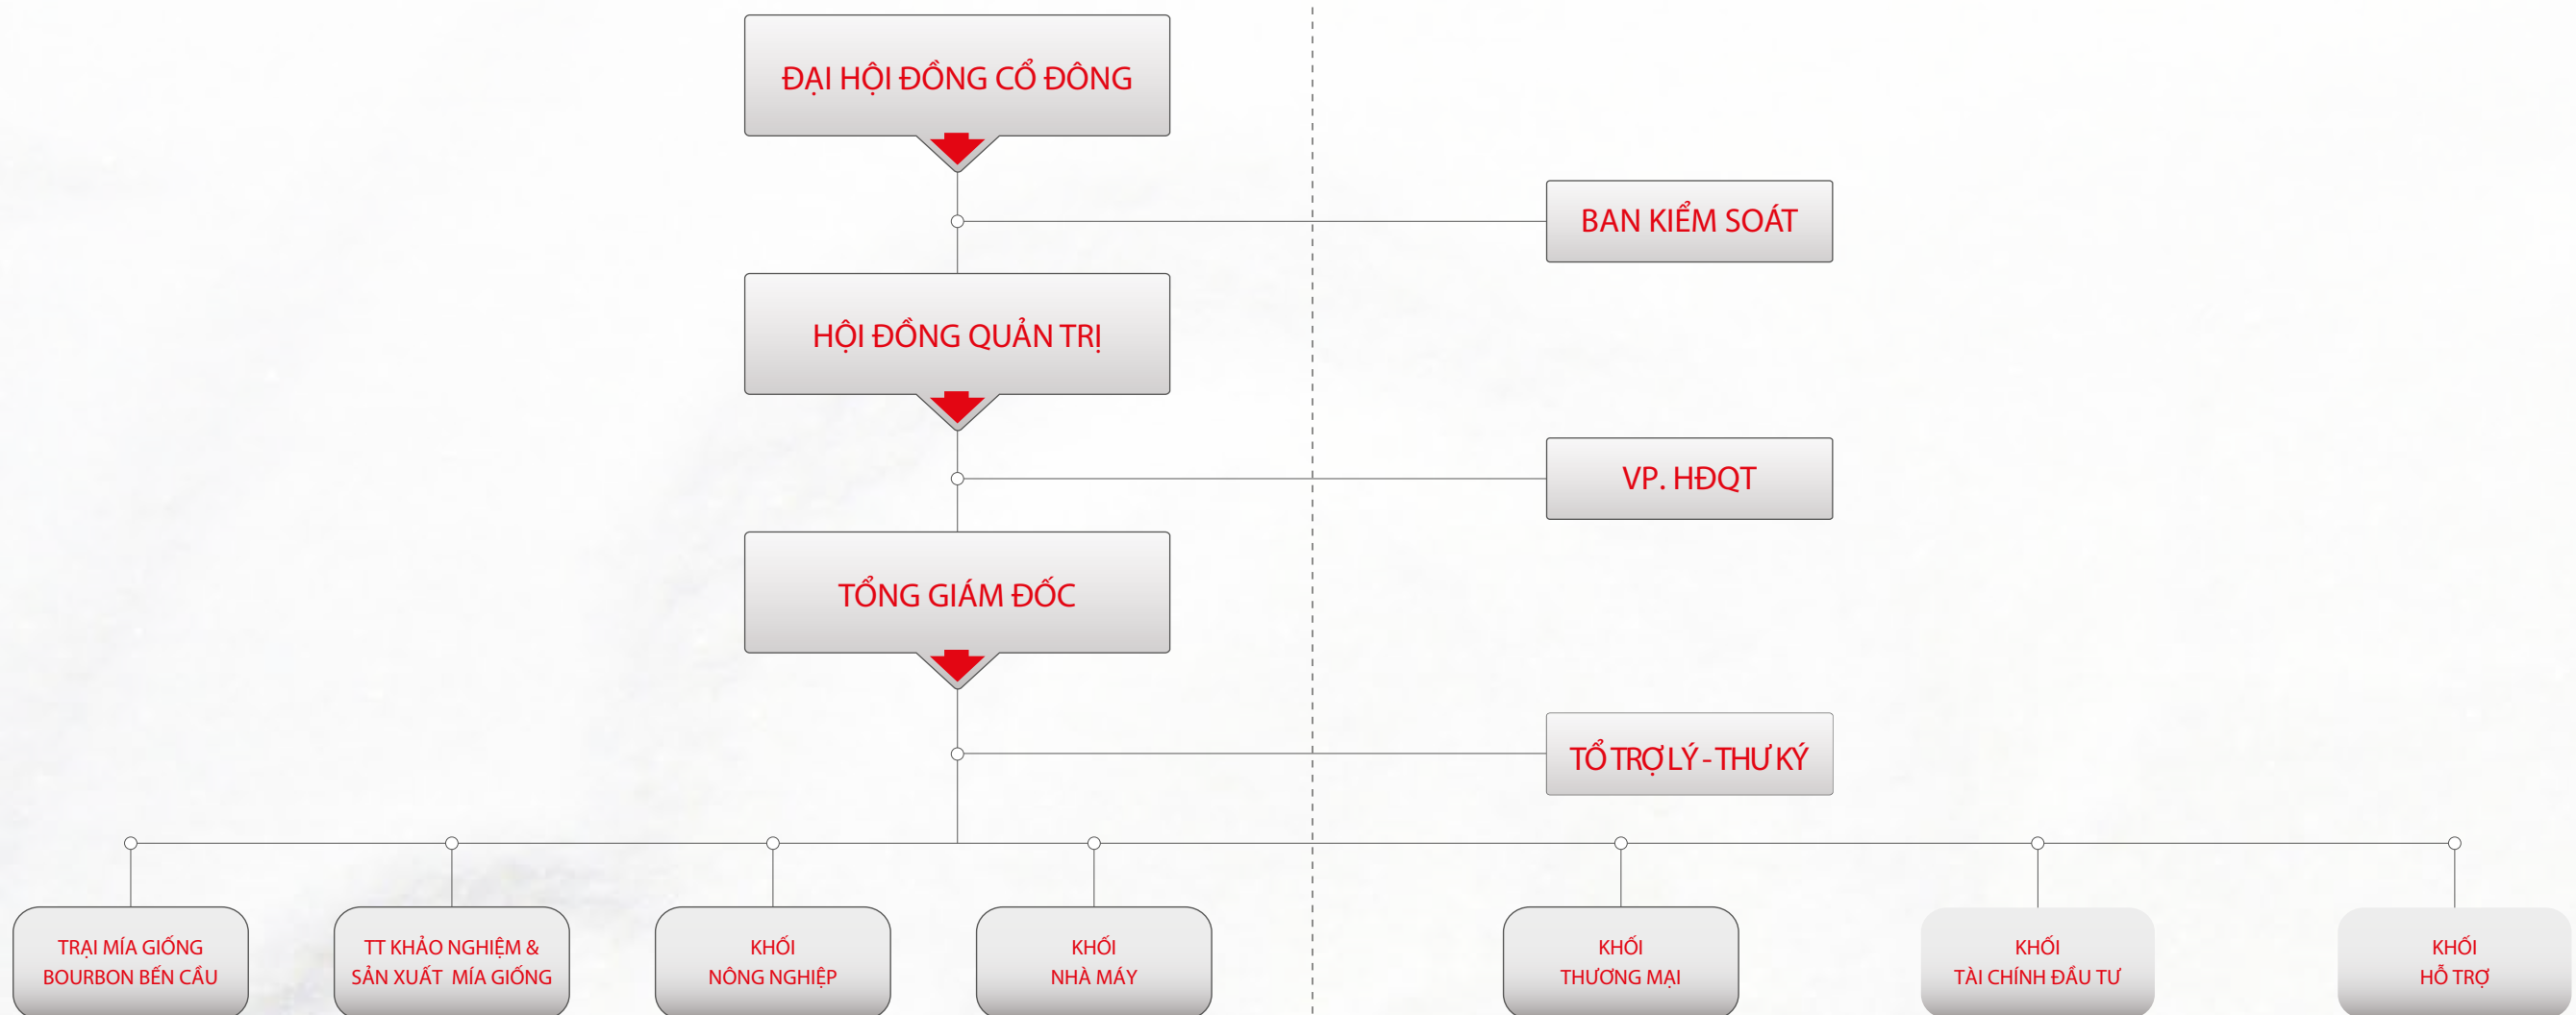 ĐẠI HỘI ĐỒNG CỔ ĐÔNG
BAN KIỂM SOÁT
HỘI ĐỒNG QUẢN TRỊ
VP. HĐQT
TỔNG GIÁM ĐỐC
TỔ TRỢ LÝ - THƯ KÝ
TRẠI MÍA GIỐNG
BOURBON BẾN CẦU
TT KHẢO NGHIỆM &
SẢN XUẤT MÍA GIỐNG
KHỐI
NÔNG NGHIỆP
KHỐI
NHÀ MÁY
KHỐI
THƯƠNG MẠI
KHỐI
TÀI CHÍNH ĐẦU TƯ
KHỐI
HỖ TRỢ